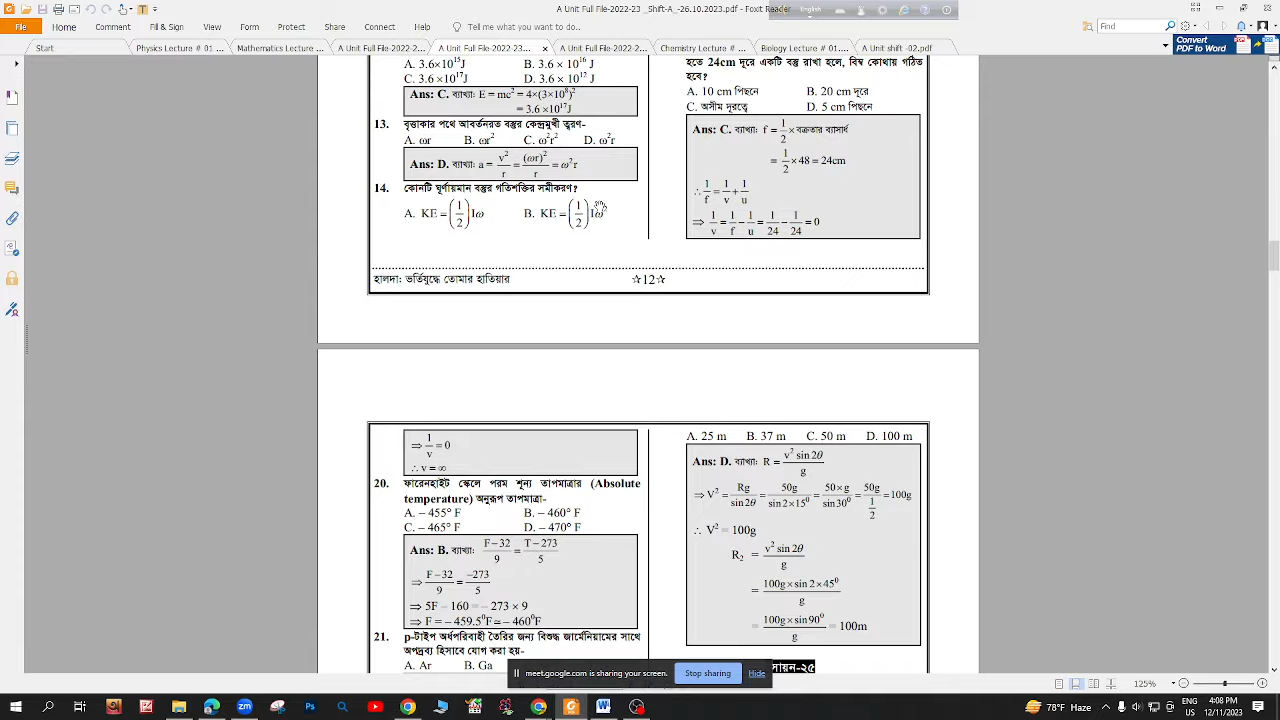 A Unit Full File-2022-23 _Shift-A_ -26.10.2023.pdf - Foxit Reader
English
File Home Comment Fill & Sign View Form Protect Share Connect Help Tell me what you want to do...
Find
Start Physics Lecture # 01 ... Mathematics Lecture ... A Unit Full File-2022-2... A Unit Full File-2022-23... Unit Full File-2022-2... Chemistry Lecture # ... Biology Lecture # 01... A Unit shift -02.pdf
Convert PDF to Word
A. 3.6×10¹⁵J B. 3.6 × 10¹⁶ J
C. 3.6 ×10¹⁷J D. 3.6 × 10¹² J
Ans: C. ব্যাখ্যা: E = mc² = 4×(3×10⁸)²
= 3.6 ×10¹⁷J
13. বৃত্তাকার পথে আবর্তনরত বস্তুর কেন্দ্রমুখী ত্বরণ-
A. ωr B. ωr² C. ω²r² D. ω²r
Ans: D. ব্যাখ্যা: a = v²/r = (ωr)²/r = ω²r
14. কোনটি ঘূর্ণায়মান বস্তুর গতিশক্তির সমীকরণ?
A. KE = (1/2) Iω B. KE = (1/2) Iω²
হতে 24cm দূরে একটি বস্তু রাখা হলে, বিম্ব কোথায় গঠিত
হবে?
A. 10 cm পিছনে B. 20 cm দূরে
C. অসীম দূরত্বে D. 5 cm পিছনে
Ans: C. ব্যাখ্যা: f = 1/2 × বক্রতার ব্যাসার্ধ
= 1/2 × 48 = 24cm
∴ 1/f = 1/v + 1/u
⇒ 1/v = 1/f − 1/u = 1/24 − 1/24 = 0
হালদা: ভর্তিযুদ্ধে তোমার হাতিয়ার ☆12☆
⇒ 1/v = 0
∴ v = ∞
20. ফারেনহাইট স্কেলে পরম শূন্য তাপমাত্রার (Absolute
temperature) অনুরূপ তাপমাত্রা-
A. – 455° F B. – 460° F
C. – 465° F D. – 470° F
Ans: B. ব্যাখ্যা: F−32/9 = T−273/5
⇒ F−32/9 = −273/5
⇒ 5F – 160 = – 273 × 9
⇒ F = – 459.5⁰F ≃ – 460⁰F
21. p-টাইপ অর্ধপরিবাহী তৈরির জন্য বিশুদ্ধ জার্মেনিয়ামের সাথে
অপদ্রব্য হিসাবে যোগ করা হয়-
A. Ar B. Ga
A. 25 m B. 37 m C. 50 m D. 100 m
Ans: D. ব্যাখ্যা: R = v² sin 2θ/g
⇒ V² = Rg/sin2θ = 50g/sin 2×15⁰ = 50×g/sin30⁰ = 50g/1/2 = 100g
∴ V² = 100g
R₂ = v² sin 2θ/g
= 100g×sin 2×45⁰/g
= 100g×sin 90⁰/g = 100m
সায়ন-২৫
meet.google.com is sharing your screen. Stop sharing Hide
125%
78°F Haze ENG US 4:08 PM 12/11/2023